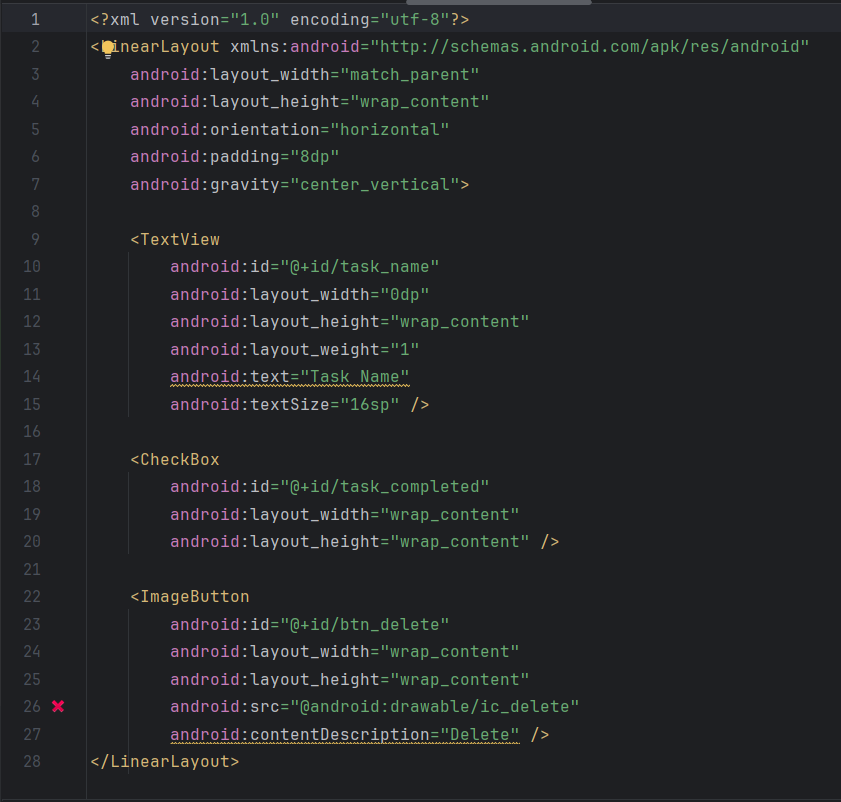 1 <?xml version="1.0" encoding="utf-8"?>
2 <LinearLayout xmlns:android="http://schemas.android.com/apk/res/android"
3 android:layout_width="match_parent"
4 android:layout_height="wrap_content"
5 android:orientation="horizontal"
6 android:padding="8dp"
7 android:gravity="center_vertical">
8
9 <TextView
10 android:id="@+id/task_name"
11 android:layout_width="0dp"
12 android:layout_height="wrap_content"
13 android:layout_weight="1"
14 android:text="Task Name"
15 android:textSize="16sp" />
16
17 <CheckBox
18 android:id="@+id/task_completed"
19 android:layout_width="wrap_content"
20 android:layout_height="wrap_content" />
21
22 <ImageButton
23 android:id="@+id/btn_delete"
24 android:layout_width="wrap_content"
25 android:layout_height="wrap_content"
26 android:src="@android:drawable/ic_delete"
27 android:contentDescription="Delete" />
28 </LinearLayout>